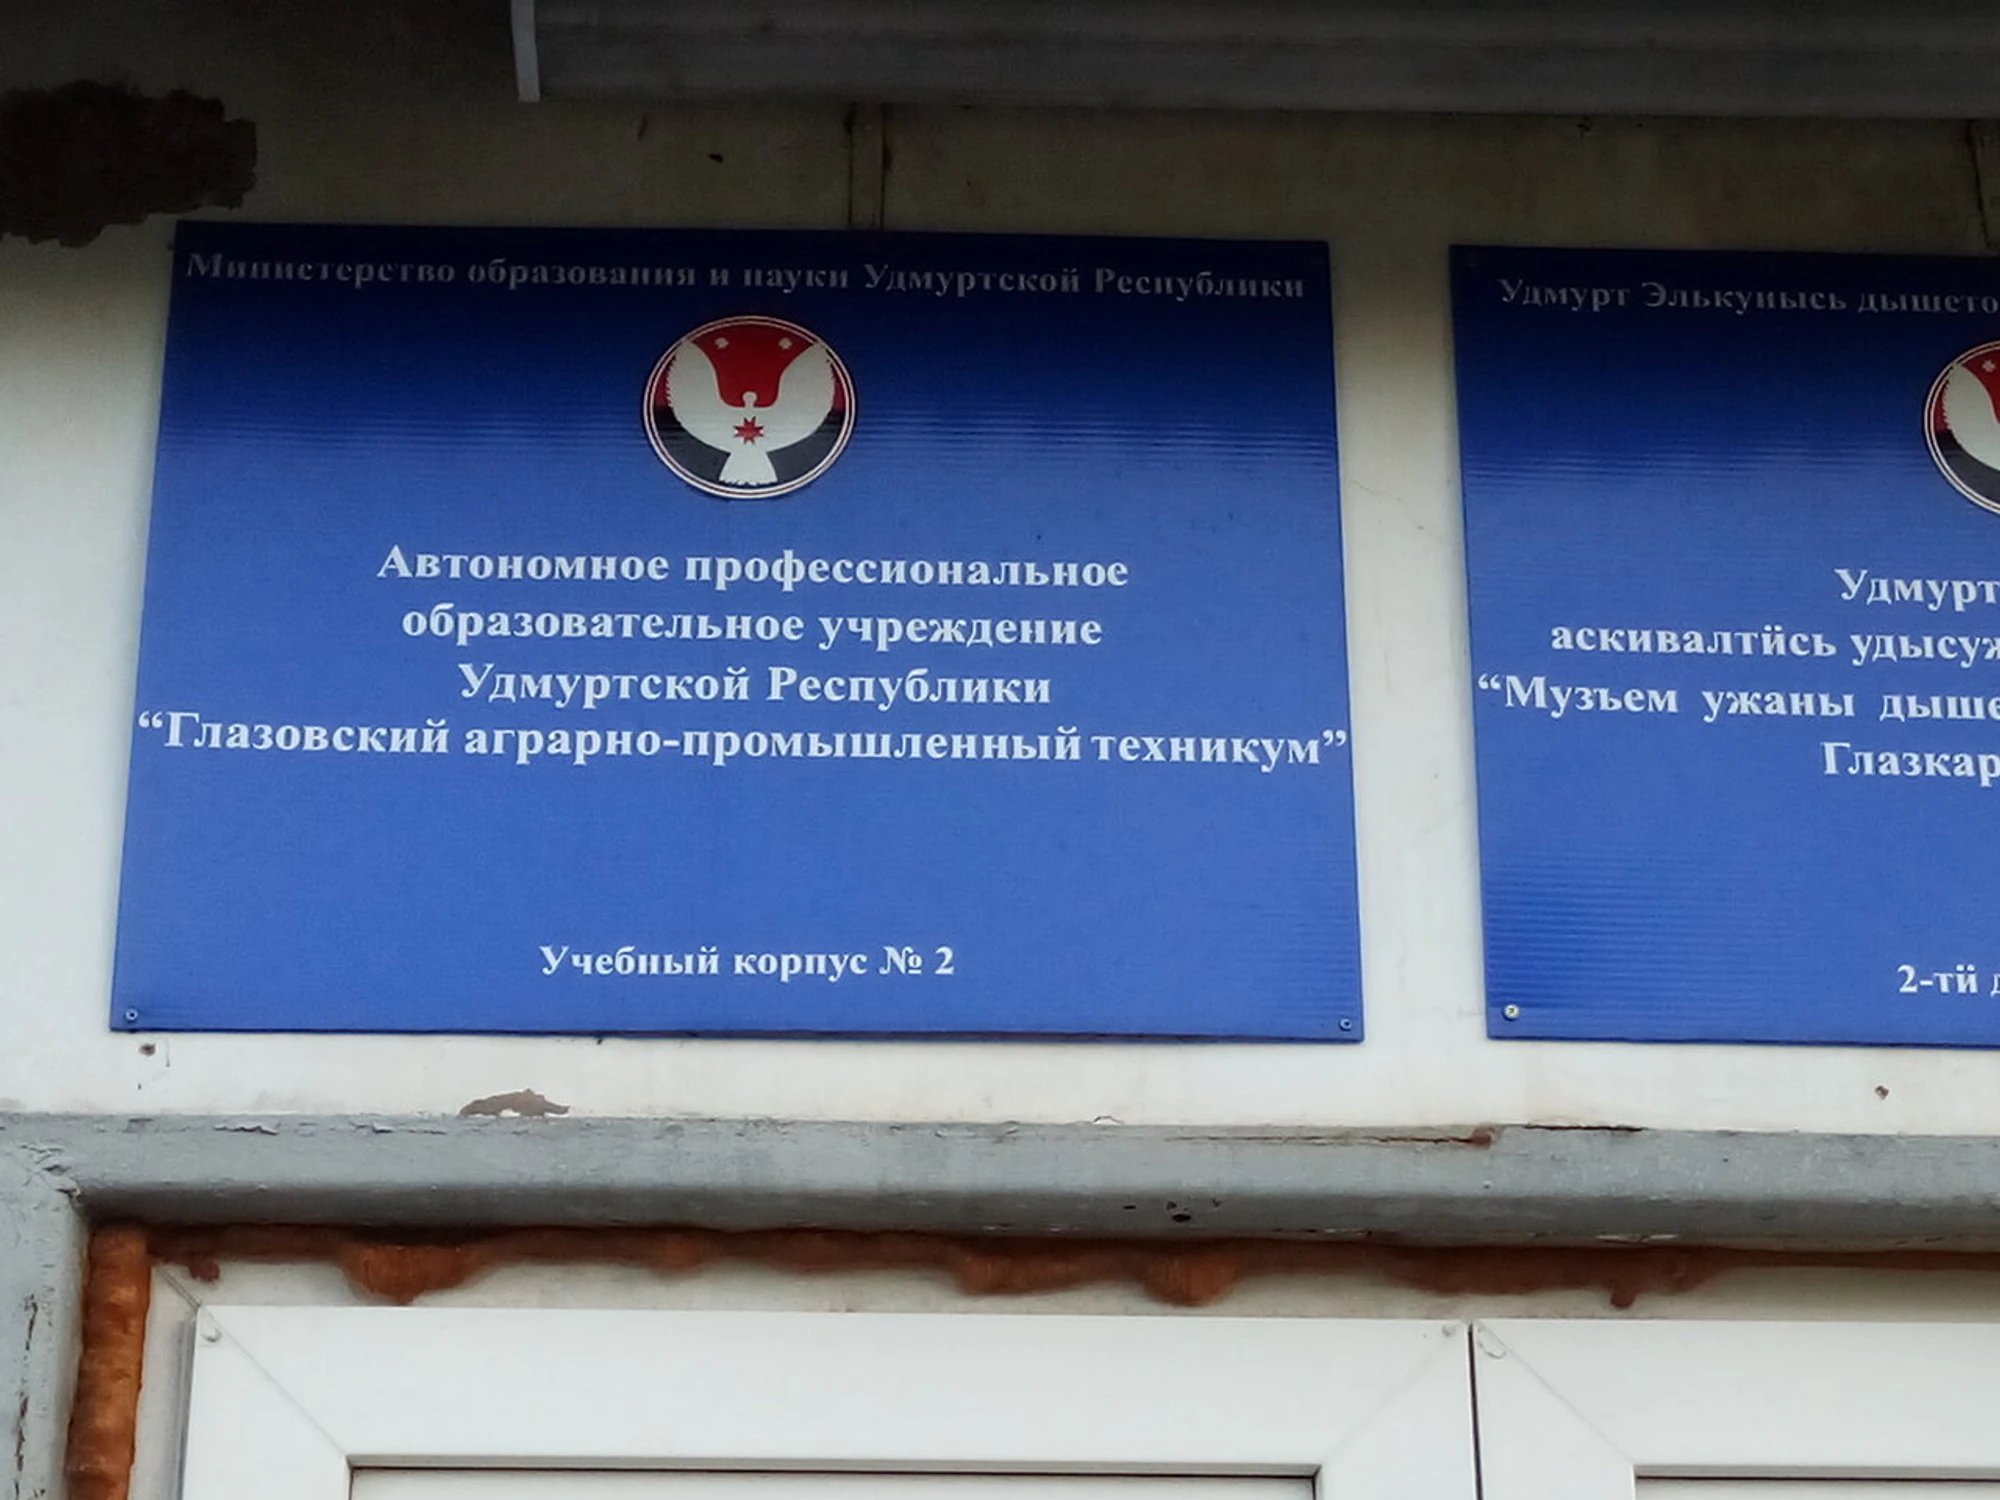 Министерство образования и науки Удмуртской Республики
Автономное профессиональное
образовательное учреждение
Удмуртской Республики
“Глазовский аграрно-промышленный техникум”
Учебный корпус № 2
Удмурт Элькунысь
Удмурт
аскивалтӥсь
“Музъем ужаны
2-тӥ